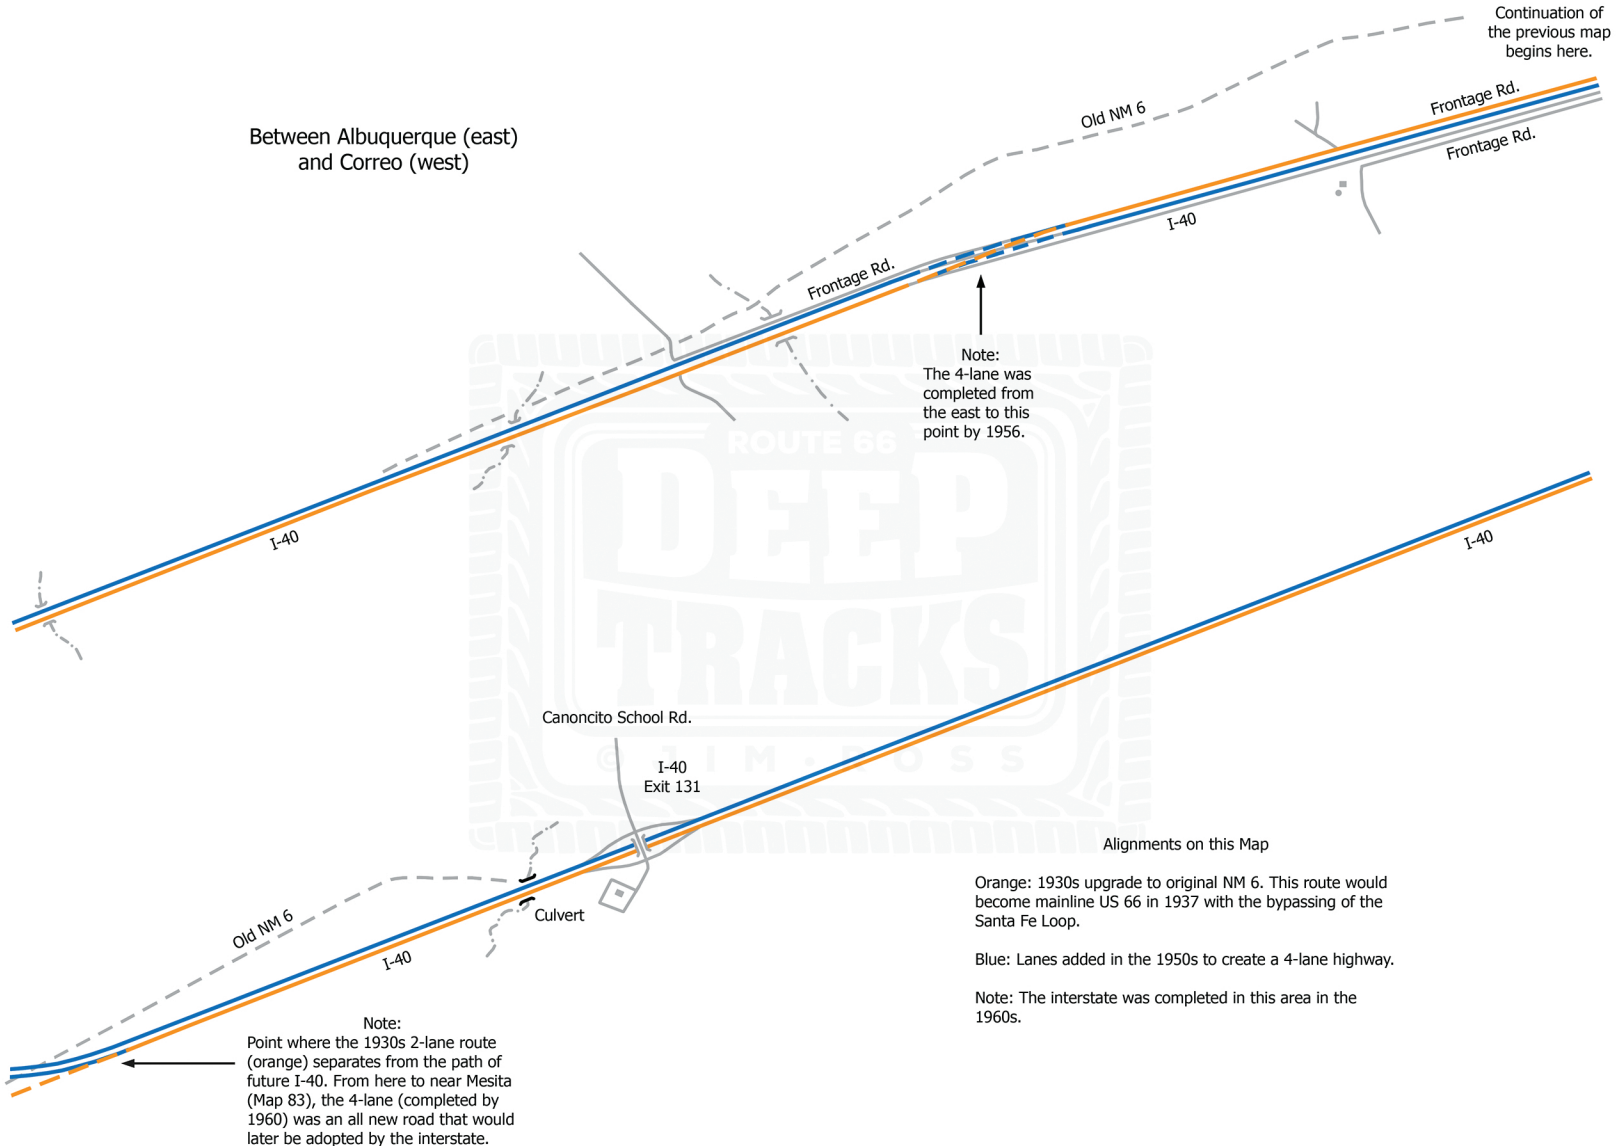 Continuation of
the previous map
begins here.
Frontage Rd.
Old NM 6
Frontage Rd.
Between Albuquerque (east)
and Correo (west)
I-40
Frontage Rd.
Note:
The 4-lane was
completed from
the east to this
point by 1956.
ROUTE 66
DEEP
TRACKS
© JIM ROSS
I-40
I-40
Canoncito School Rd.
I-40
Exit 131
Culvert
Old NM 6
I-40
Alignments on this Map
Orange: 1930s upgrade to original NM 6. This route would
become mainline US 66 in 1937 with the bypassing of the
Santa Fe Loop.
Blue: Lanes added in the 1950s to create a 4-lane highway.
Note: The interstate was completed in this area in the
1960s.
Note:
Point where the 1930s 2-lane route
(orange) separates from the path of
future I-40. From here to near Mesita
(Map 83), the 4-lane (completed by
1960) was an all new road that would
later be adopted by the interstate.